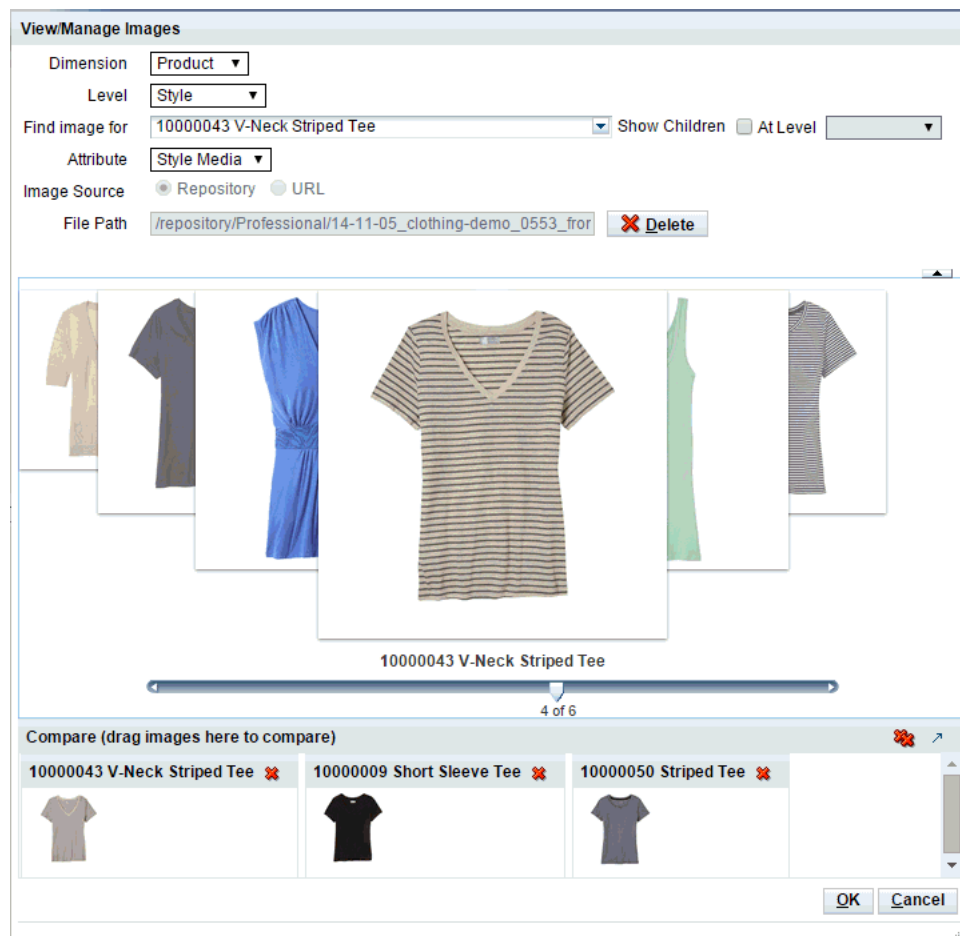 View/Manage Images
Dimension Product
Level Style
Find image for 10000043 V-Neck Striped Tee Show Children At Level
Attribute Style Media
Image Source Repository URL
File Path /repository/Professional/14-11-05_clothing-demo_0553_fror Delete
10000043 V-Neck Striped Tee
4 of 6
Compare (drag images here to compare)
10000043 V-Neck Striped Tee 10000009 Short Sleeve Tee 10000050 Striped Tee
OK Cancel